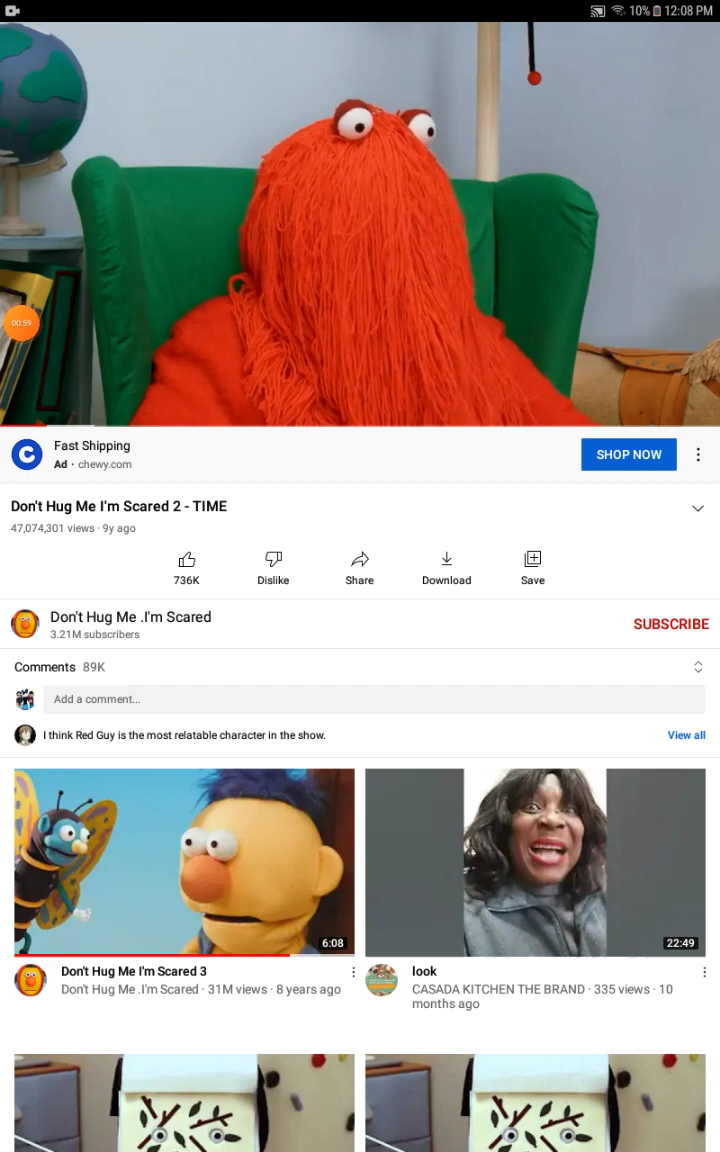 10% 12:08 PM
00:59
Fast Shipping
Ad · chewy.com
SHOP NOW
Don't Hug Me I'm Scared 2 - TIME
47,074,301 views · 9y ago
736K
Dislike
Share
Download
Save
Don't Hug Me .I'm Scared
3.21M subscribers
SUBSCRIBE
Comments 89K
Add a comment...
I think Red Guy is the most relatable character in the show.
View all
6:08
22:49
Don't Hug Me I'm Scared 3
Don't Hug Me .I'm Scared · 31M views · 8 years ago
look
CASADA KITCHEN THE BRAND · 335 views · 10
months ago